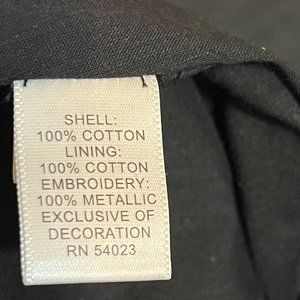 SHELL:
100% COTTON
LINING:
100% COTTON
EMBROIDERY:
100% METALLIC
EXCLUSIVE OF
DECORATION
RN 54023